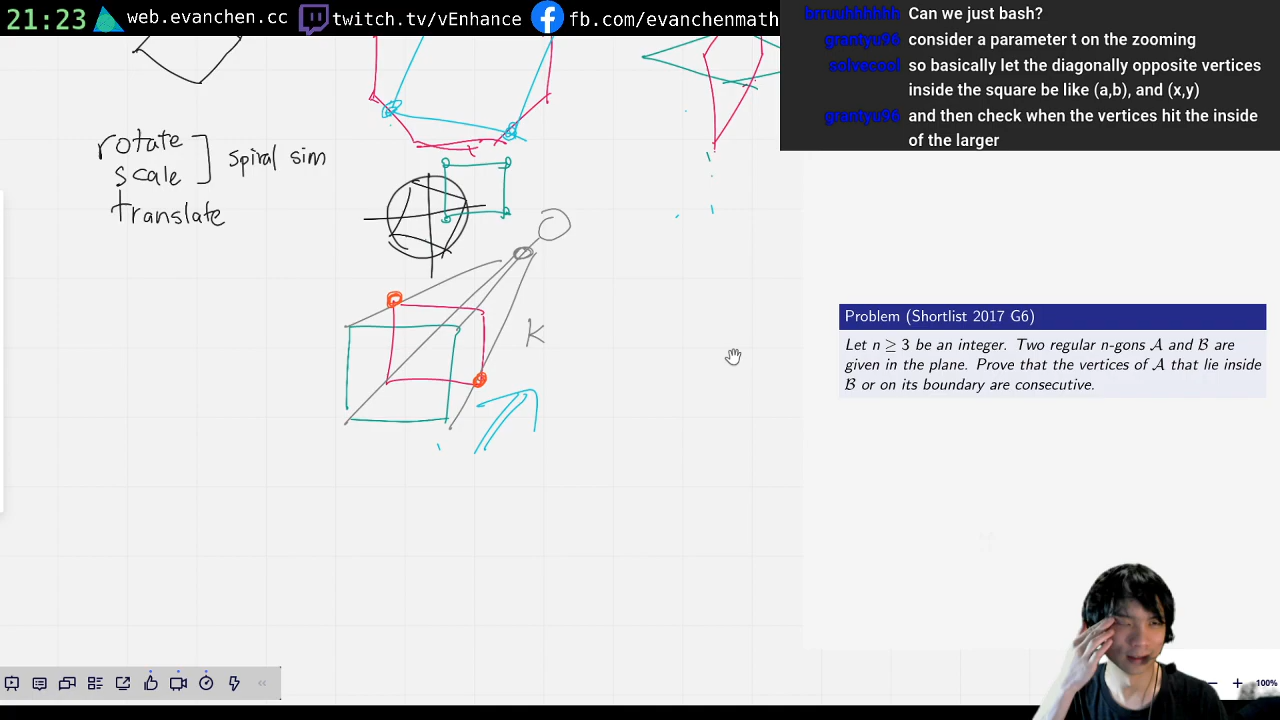 21:23 web.evanchen.cc twitch.tv/vEnhance fb.com/evanchenmath
brruuhhhhhh Can we just bash?
grantyu96 consider a parameter t on the zooming
solvecool so basically let the diagonally opposite vertices
inside the square be like (a,b), and (x,y)
grantyu96 and then check when the vertices hit the inside
of the larger
rotate
scale
spiral sim
translate
K
Problem (Shortlist 2017 G6)
Let n ≥ 3 be an integer. Two regular n-gons 𝒜 and ℬ are
given in the plane. Prove that the vertices of 𝒜 that lie inside
ℬ or on its boundary are consecutive.
100%